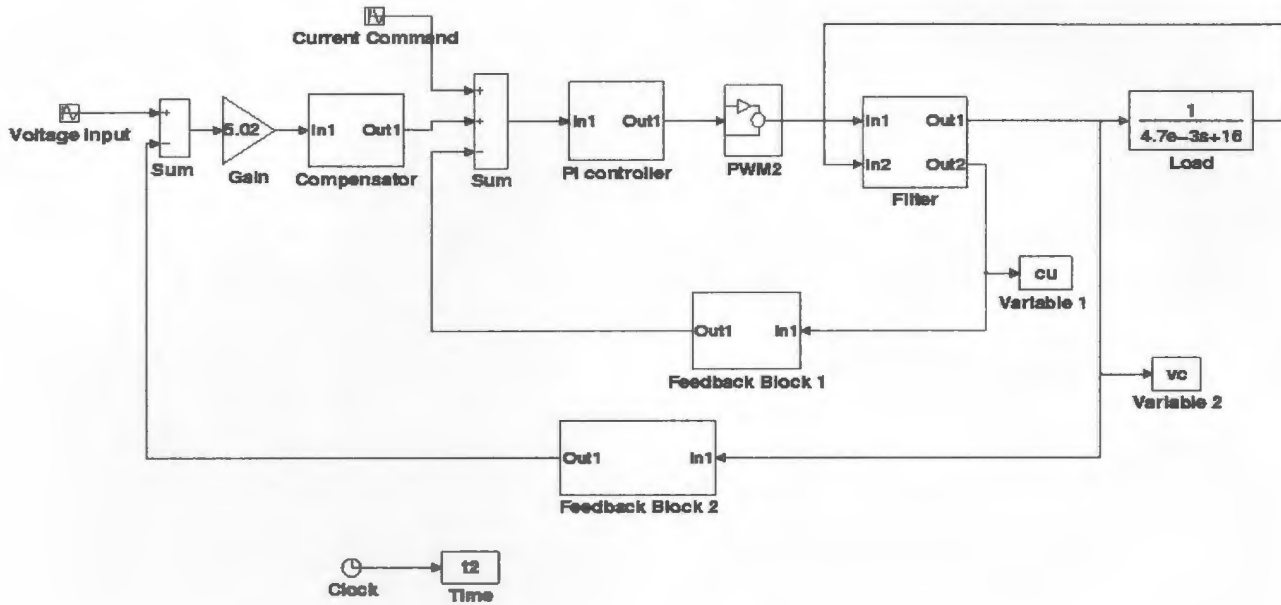 Current Command
Voltage Input
+
−
Sum
5.02
Gain
In1 Out1
Compensator
+
+
−
Sum
In1 Out1
PI controller
PWM2
In1 Out1
In2 Out2
Filter
1
4.7e−3s+16
Load
cu
Variable 1
Out1 In1
Feedback Block 1
vc
Variable 2
Out1 In1
Feedback Block 2
Clock
t2
Time